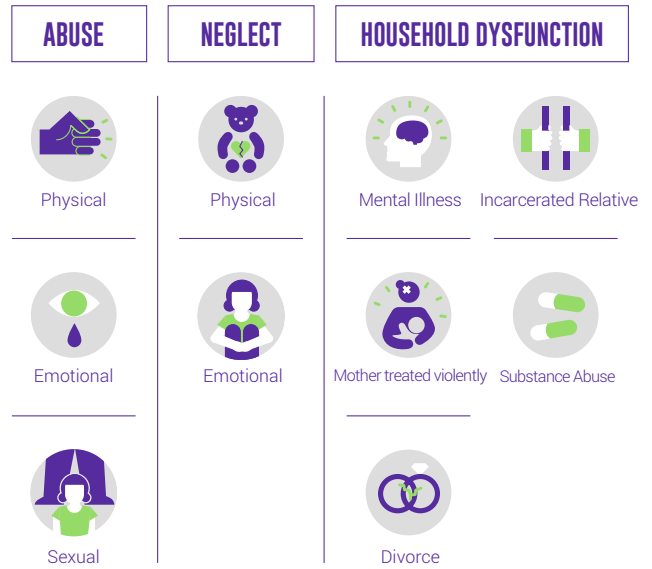 ABUSE
NEGLECT
HOUSEHOLD DYSFUNCTION
Physical
Physical
Mental Illness
Incarcerated Relative
Emotional
Emotional
Mother treated violently
Substance Abuse
Sexual
Divorce